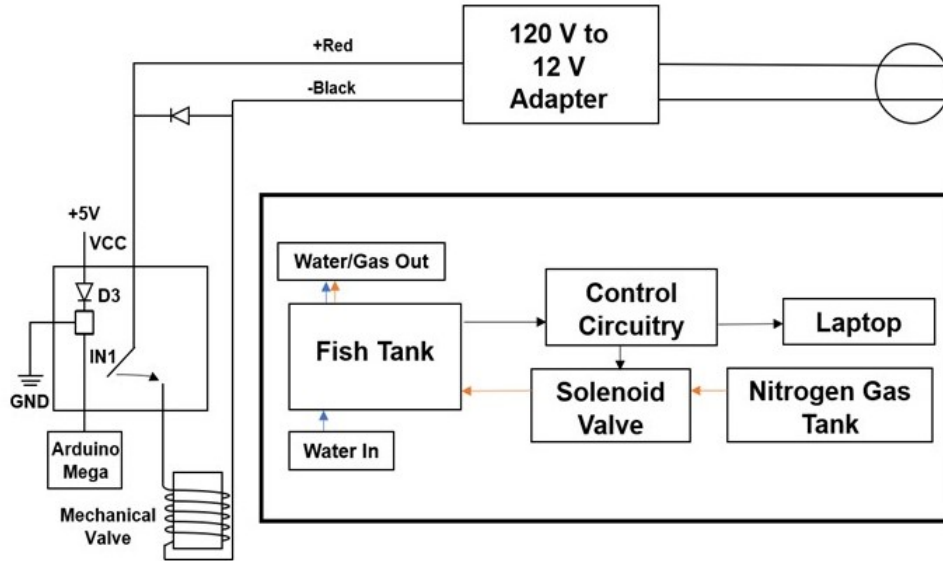 +Red
-Black
120 V to
12 V
Adapter
+5V
VCC
D3
IN1
GND
Arduino
Mega
Mechanical
Valve
Water/Gas Out
Fish Tank
Water In
Control
Circuitry
Laptop
Solenoid
Valve
Nitrogen Gas
Tank